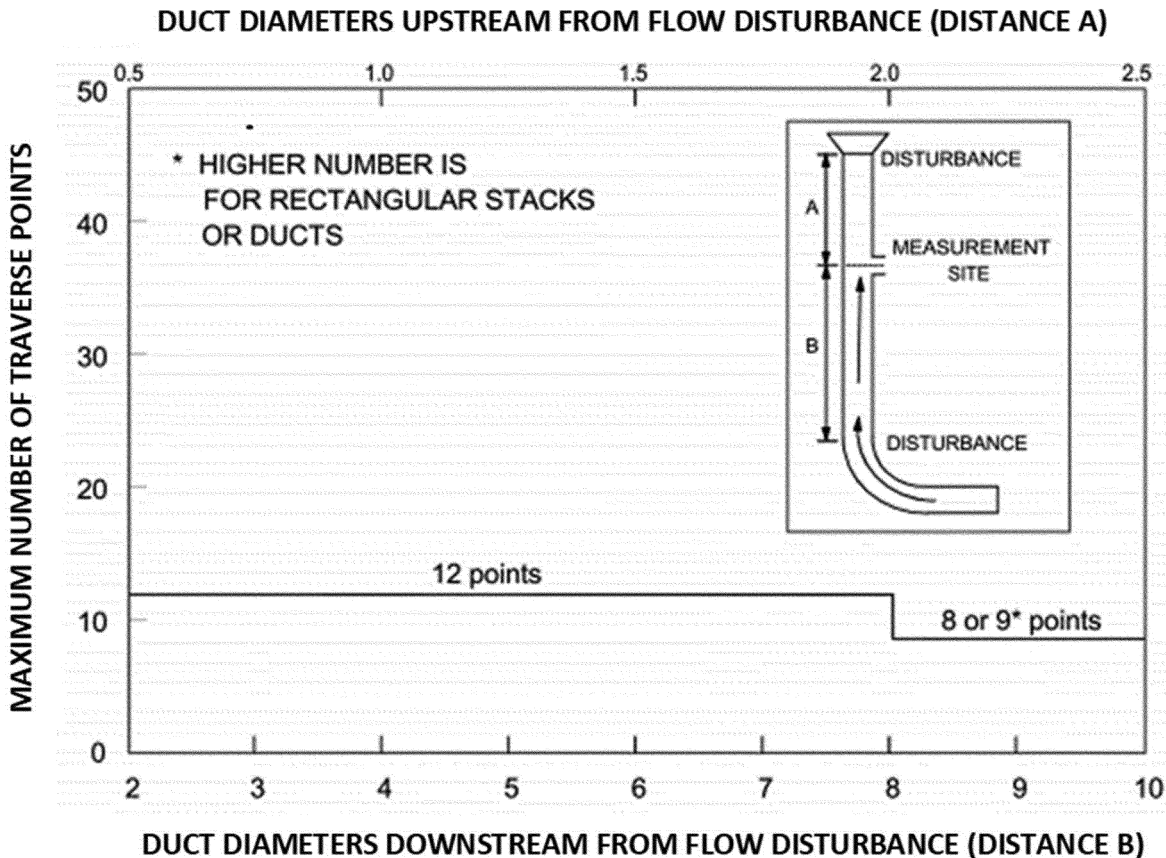 DUCT DIAMETERS UPSTREAM FROM FLOW DISTURBANCE (DISTANCE A)
0.5 1.0 1.5 2.0 2.5
MAXIMUM NUMBER OF TRAVERSE POINTS
50
40
30
20
10
0
* HIGHER NUMBER IS
FOR RECTANGULAR STACKS
OR DUCTS
DISTURBANCE
A
MEASUREMENT
SITE
B
DISTURBANCE
12 points
8 or 9* points
2 3 4 5 6 7 8 9 10
DUCT DIAMETERS DOWNSTREAM FROM FLOW DISTURBANCE (DISTANCE B)